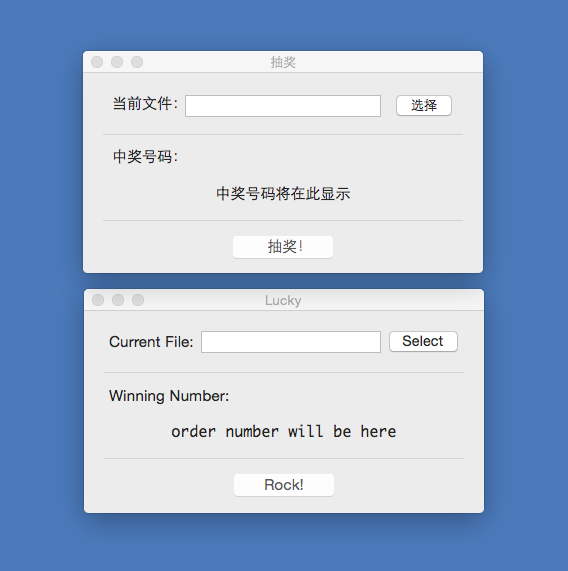 抽奖
当前文件: 选择
中奖号码:
中奖号码将在此显示
抽奖!
Lucky
Current File: Select
Winning Number:
order number will be here
Rock!